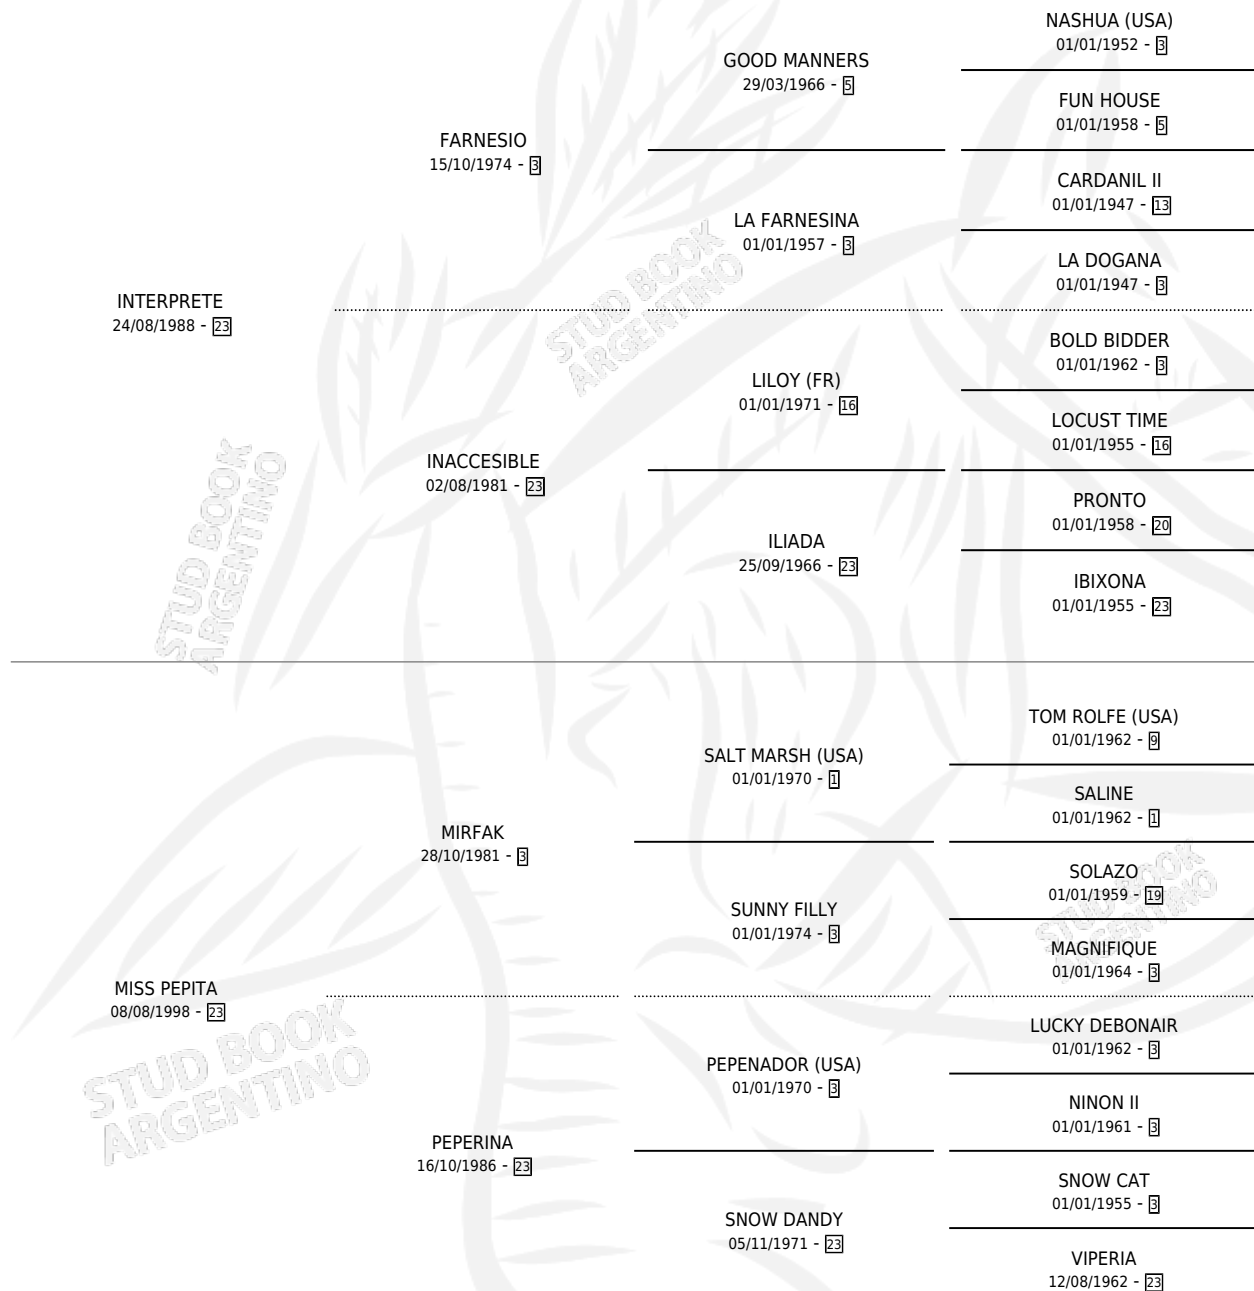 NASHUA (USA)
01/01/1952 - 3
GOOD MANNERS
29/03/1966 - 5
FUN HOUSE
01/01/1958 - 5
FARNESIO
15/10/1974 - 3
CARDANIL II
01/01/1947 - 13
LA FARNESINA
01/01/1957 - 3
LA DOGANA
01/01/1947 - 3
INTERPRETE
24/08/1988 - 23
BOLD BIDDER
01/01/1962 - 3
LILOY (FR)
01/01/1971 - 16
LOCUST TIME
01/01/1955 - 16
INACCESIBLE
02/08/1981 - 23
PRONTO
01/01/1958 - 20
ILIADA
25/09/1966 - 23
IBIXONA
01/01/1955 - 23
TOM ROLFE (USA)
01/01/1962 - 9
SALT MARSH (USA)
01/01/1970 - 1
SALINE
01/01/1962 - 1
MIRFAK
28/10/1981 - 3
SOLAZO
01/01/1959 - 19
SUNNY FILLY
01/01/1974 - 3
MAGNIFIQUE
01/01/1964 - 3
MISS PEPITA
08/08/1998 - 23
LUCKY DEBONAIR
01/01/1962 - 3
PEPENADOR (USA)
01/01/1970 - 3
NINON II
01/01/1961 - 3
PEPERINA
16/10/1986 - 23
SNOW CAT
01/01/1955 - 3
SNOW DANDY
05/11/1971 - 23
VIPERIA
12/08/1962 - 23
STUD BOOK
ARGENTINO
STUD BOOK
ARGENTINO
STUD BOOK
ARGENTINO
STUD BOOK
ARGENTINO